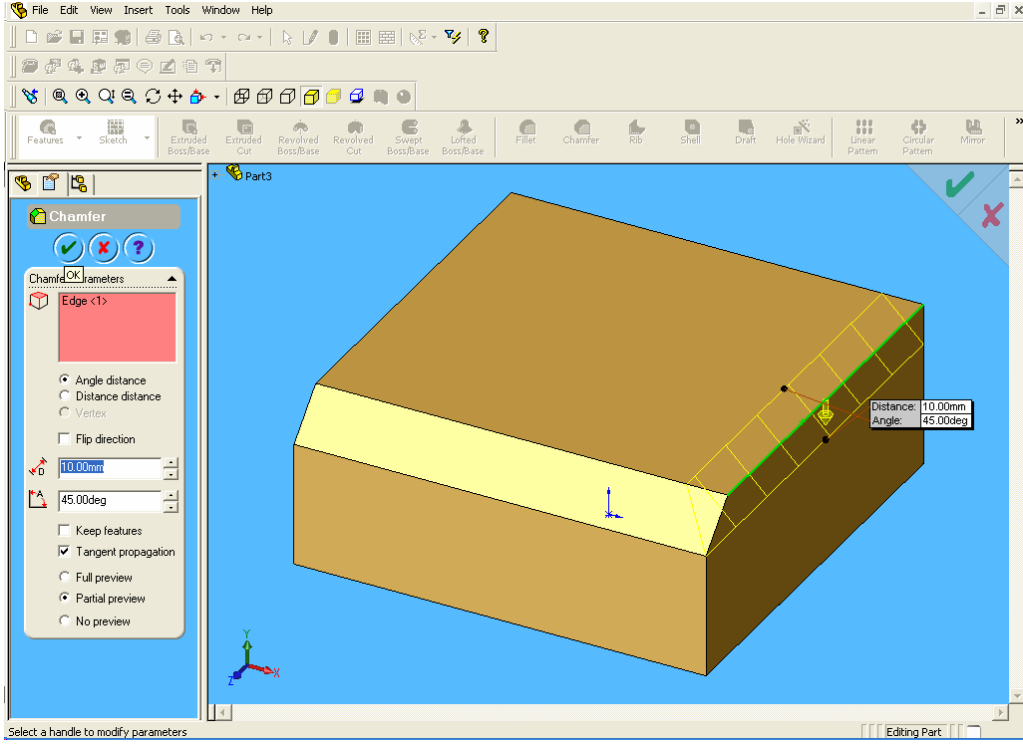 File Edit View Insert Tools Window Help
Features Sketch Extruded Boss/Base Extruded Cut Revolved Boss/Base Revolved Cut Swept Boss/Base Lofted Boss/Base Fillet Chamfer Rib Shell Draft Hole Wizard Linear Pattern Circular Pattern Mirror
Part3
Chamfer
OK
Edge <1>
Angle distance
Distance distance
Vertex
Flip direction
D 10.00mm
A 45.00deg
Keep features
Tangent propagation
Full preview
Partial preview
No preview
Distance: 10.00mm
Angle: 45.00deg
Y
X
Z
Select a handle to modify parameters
Editing Part